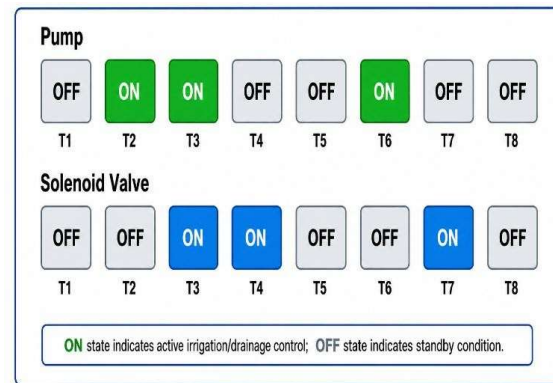 Pump
OFF ON ON OFF OFF ON OFF OFF
T1 T2 T3 T4 T5 T6 T7 T8
Solenoid Valve
OFF OFF ON ON OFF OFF ON OFF
T1 T2 T3 T4 T5 T6 T7 T8
ON state indicates active irrigation/drainage control; OFF state indicates standby condition.